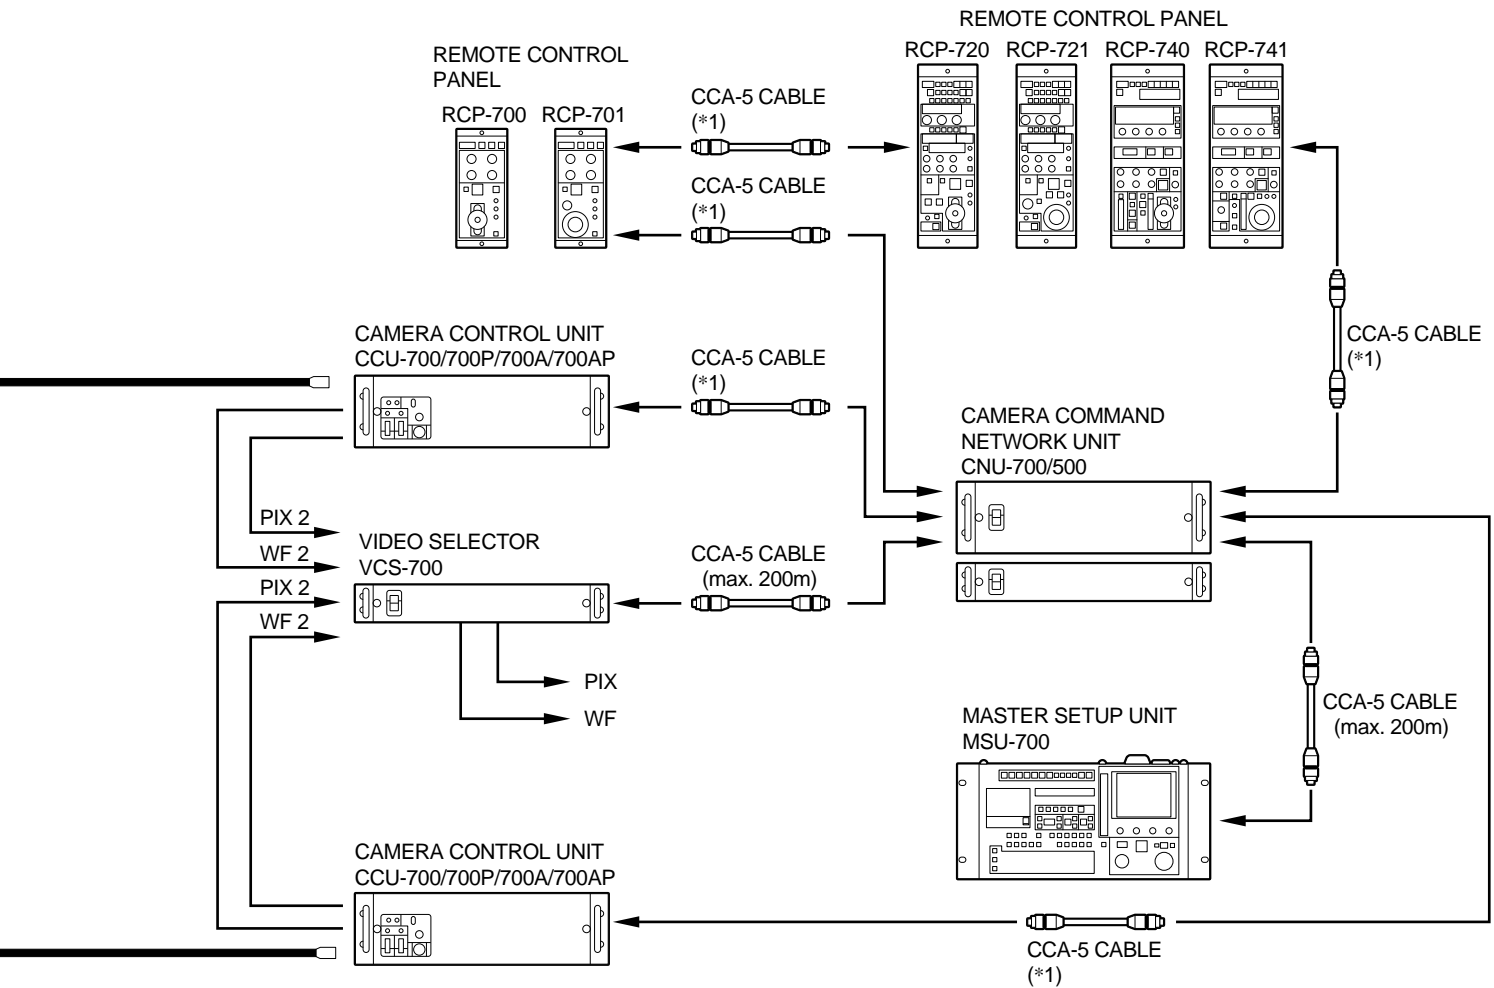 REMOTE CONTROL PANEL
RCP-720 RCP-721 RCP-740 RCP-741
REMOTE CONTROL
PANEL
RCP-700 RCP-701
CCA-5 CABLE
(*1)
CCA-5 CABLE
(*1)
CAMERA CONTROL UNIT
CCU-700/700P/700A/700AP
CCA-5 CABLE
(*1)
CCA-5 CABLE
(*1)
CAMERA COMMAND
NETWORK UNIT
CNU-700/500
PIX 2
WF 2
PIX 2
WF 2
VIDEO SELECTOR
VCS-700
CCA-5 CABLE
(max. 200m)
PIX
WF
MASTER SETUP UNIT
MSU-700
CCA-5 CABLE
(max. 200m)
CAMERA CONTROL UNIT
CCU-700/700P/700A/700AP
CCA-5 CABLE
(*1)